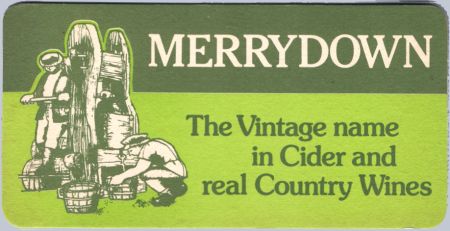 MERRYDOWN
The Vintage name
in Cider and
real Country Wines